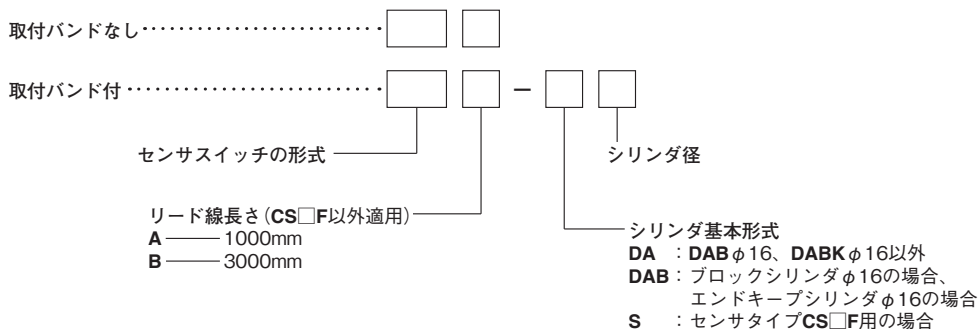 取付バンドなし‥‥‥‥‥‥‥‥‥‥‥‥ □ □
取付バンド付‥‥‥‥‥‥‥‥‥‥‥‥‥ □ □ − □ □
センサスイッチの形式
シリンダ径
リード線長さ(CS□F以外適用)
A —— 1000mm
B —— 3000mm
シリンダ基本形式
DA :DABφ16、DABKφ16以外
DAB:ブロックシリンダφ16の場合、
エンドキープシリンダφ16の場合
S :センサタイプCS□F用の場合